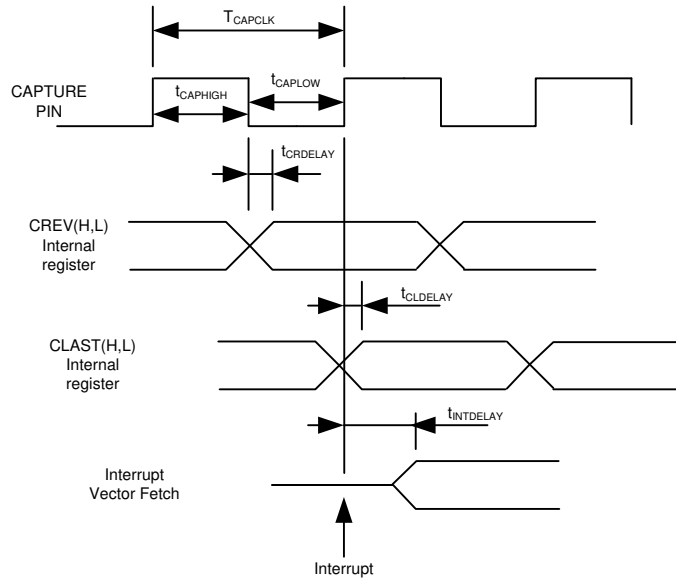 TCAPCLK
CAPTURE
PIN
tCAPHIGH
tCAPLOW
tCRDELAY
CREV(H,L)
Internal
register
tCLDELAY
CLAST(H,L)
Internal
register
tINTDELAY
Interrupt
Vector Fetch
Interrupt